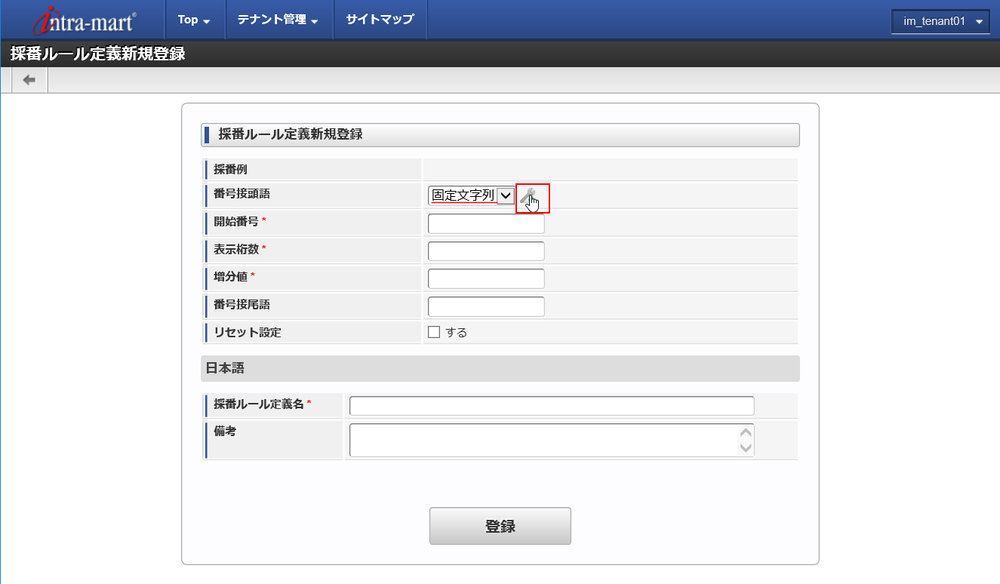 intra-mart® Top テナント管理 サイトマップ im_tenant01
採番ルール定義新規登録
採番ルール定義新規登録
採番例
番号接頭語 固定文字列
開始番号 *
表示桁数 *
増分値 *
番号接尾語
リセット設定 する
日本語
採番ルール定義名 *
備考
登録